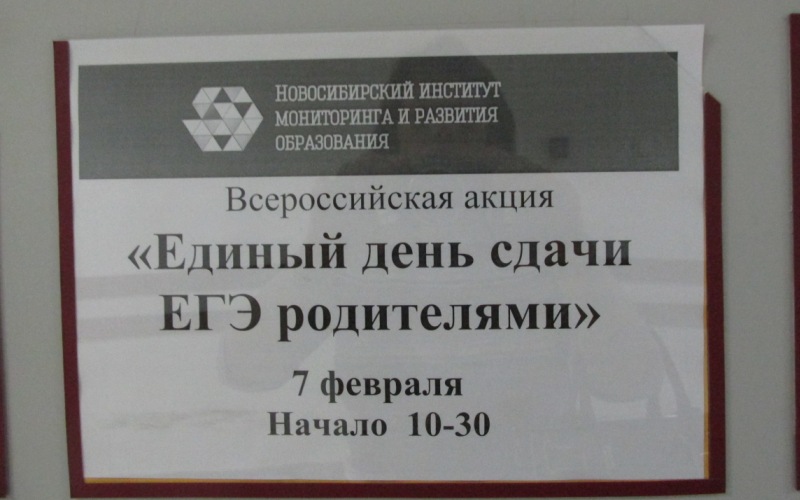 Новосибирский институт
мониторинга и развития
образования
Всероссийская акция
«Единый день сдачи
ЕГЭ родителями»
7 февраля
Начало 10-30